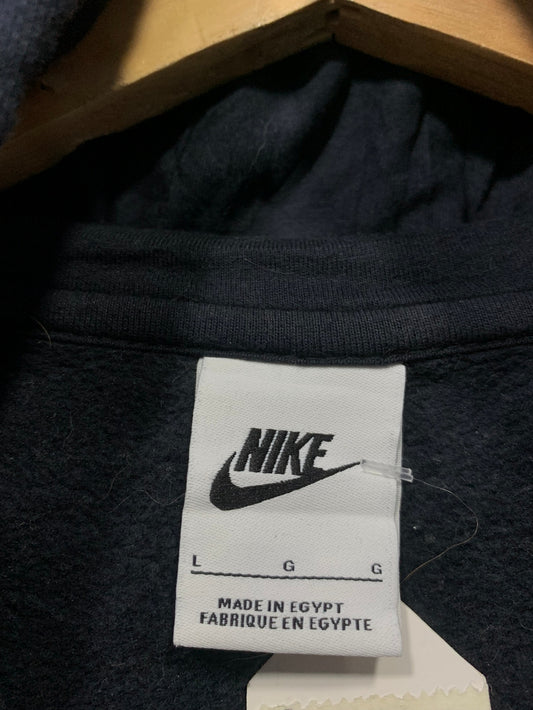 NIKE
L G G
MADE IN EGYPT
FABRIQUE EN EGYPTE